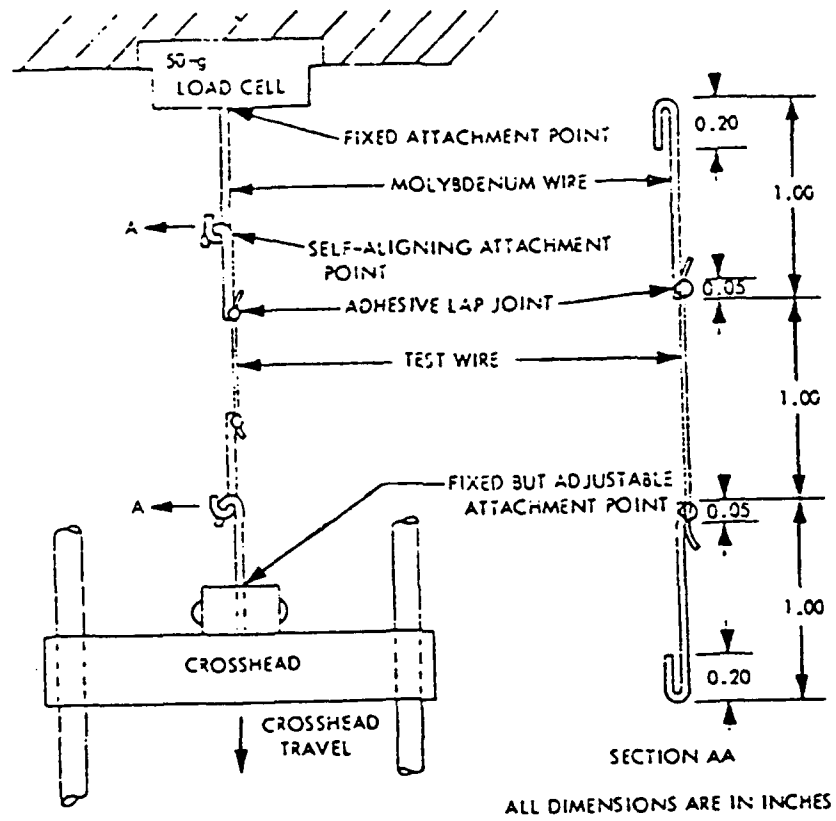 50-g
LOAD CELL
FIXED ATTACHMENT POINT
MOLYBDENUM WIRE
A
SELF-ALIGNING ATTACHMENT
POINT
ADHESIVE LAP JOINT
TEST WIRE
A
FIXED BUT ADJUSTABLE
ATTACHMENT POINT
CROSSHEAD
CROSSHEAD
TRAVEL
0.20
1.00
0.05
1.00
0.05
1.00
0.20
SECTION AA
ALL DIMENSIONS ARE IN INCHES